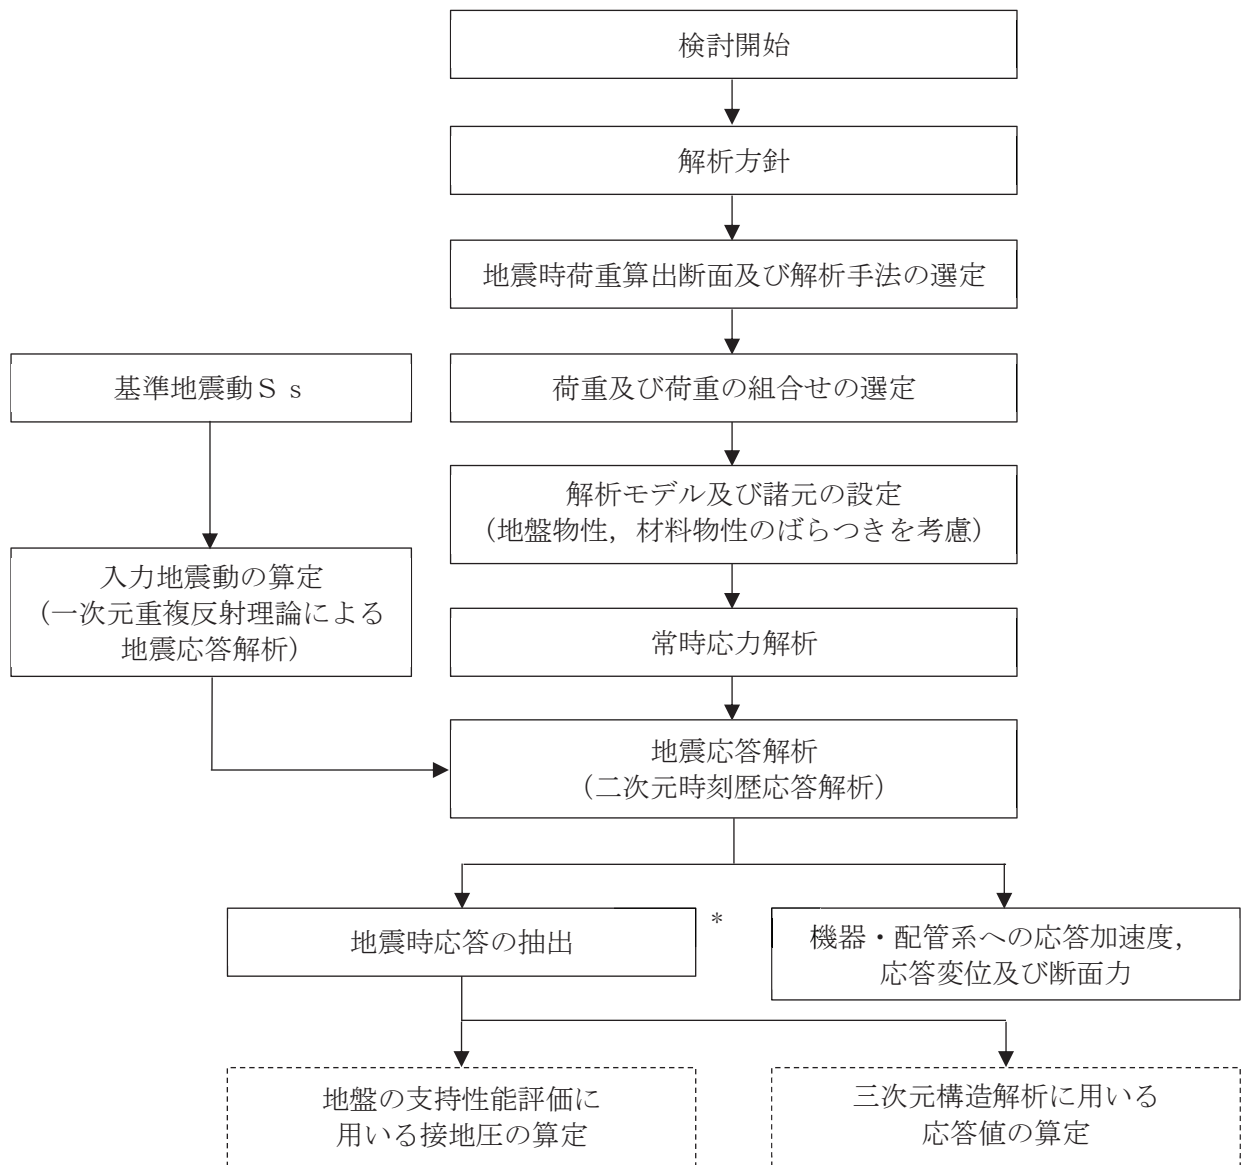 検討開始
解析方針
地震時荷重算出断面及び解析手法の選定
基準地震動Ｓｓ
荷重及び荷重の組合せの選定
解析モデル及び諸元の設定
（地盤物性，材料物性のばらつきを考慮）
入力地震動の算定
（一次元重複反射理論による
地震応答解析）
常時応力解析
地震応答解析
（二次元時刻歴応答解析）
地震時応答の抽出
*
機器・配管系への応答加速度，
応答変位及び断面力
地盤の支持性能評価に
用いる接地圧の算定
三次元構造解析に用いる
応答値の算定